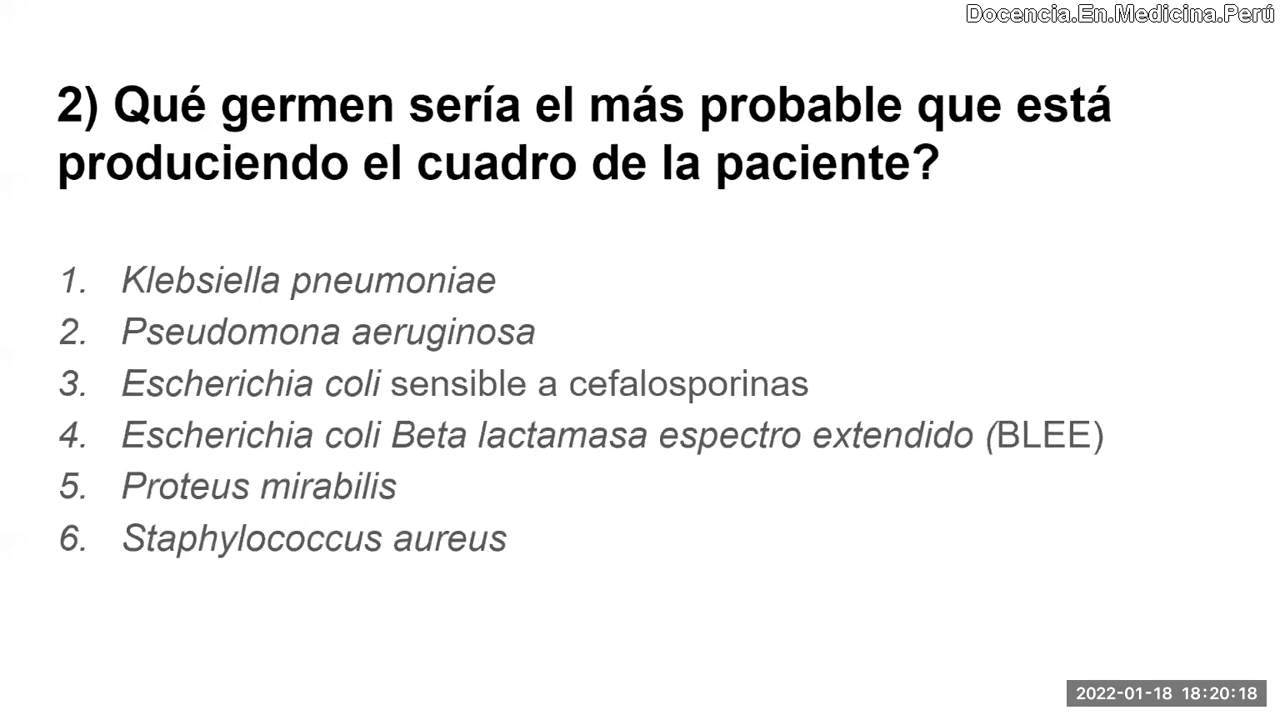 Docencia.En.Medicina.Perú
2) Qué germen sería el más probable que está
produciendo el cuadro de la paciente?
1. Klebsiella pneumoniae
2. Pseudomona aeruginosa
3. Escherichia coli sensible a cefalosporinas
4. Escherichia coli Beta lactamasa espectro extendido (BLEE)
5. Proteus mirabilis
6. Staphylococcus aureus
2022-01-18 18:20:18